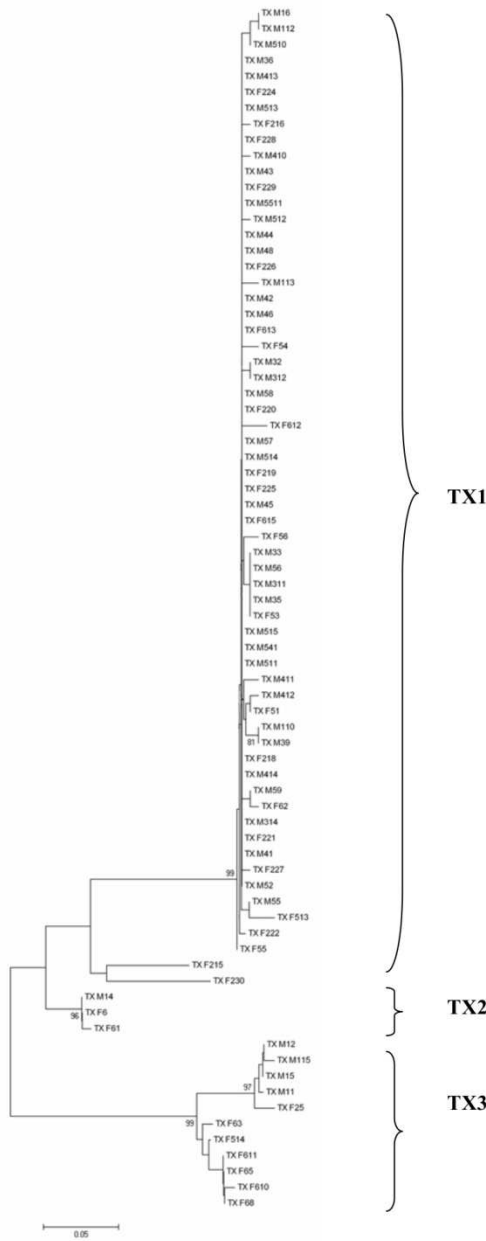 TX M16
TX M112
TX M510
TX M36
TX M413
TX F224
TX M513
TX F216
TX F228
TX M410
TX M43
TX F229
TX M5511
TX M512
TX M44
TX M48
TX F226
TX M113
TX M42
TX M46
TX F613
TX F54
TX M32
TX M312
TX M58
TX F220
TX F612
TX M57
TX M514
TX F219
TX F225
TX M45
TX1
TX F615
TX F56
TX M33
TX M56
TX M311
TX M35
TX F53
TX M515
TX M541
TX M511
TX M411
TX M412
TX F51
TX M110
81 TX M39
TX F218
TX M414
TX M59
TX F62
TX M314
TX F221
TX M41
99 TX F227
TX M52
TX M55
TX F513
TX F222
TX F55
TX F215
TX F230
TX M14
TX2
96 TX F6
TX F61
TX M12
TX M115
TX M15
97 TX M11
TX3
TX F25
99 TX F63
TX F514
TX F611
TX F65
TX F610
TX F68
0.05